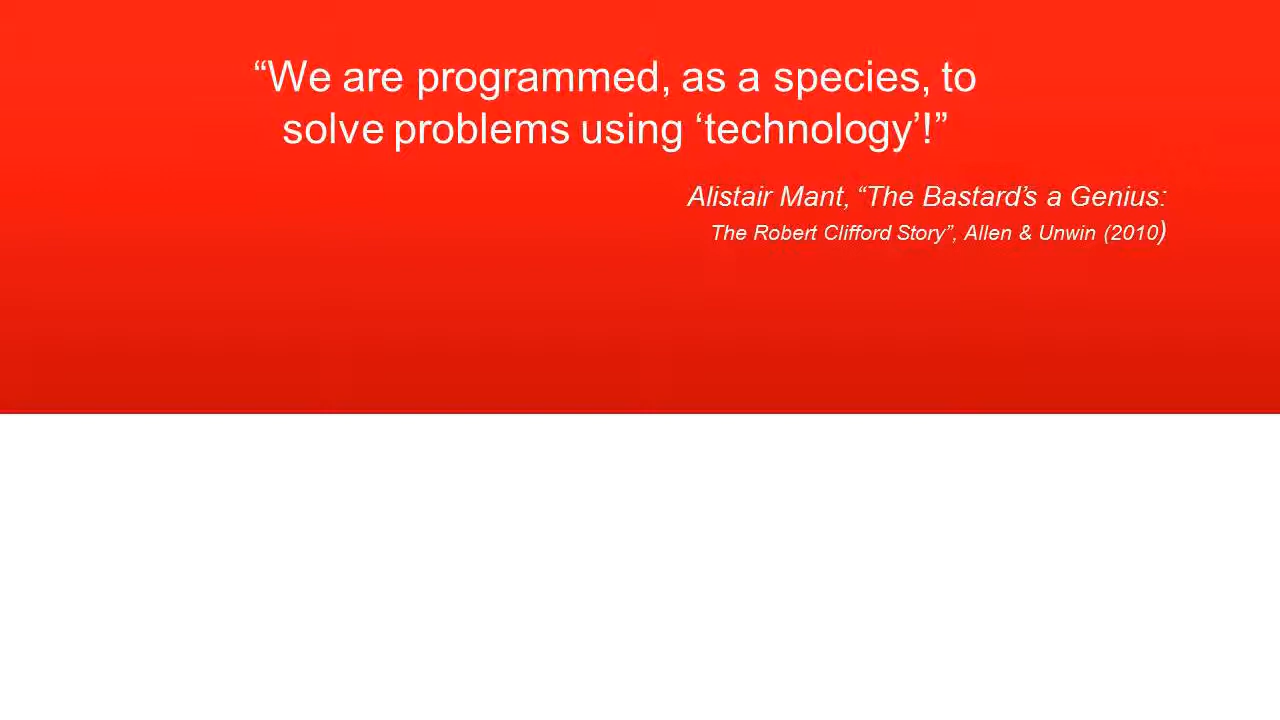 “We are programmed, as a species, to
solve problems using ‘technology’!”
Alistair Mant, “The Bastard’s a Genius:
The Robert Clifford Story”, Allen & Unwin (2010)